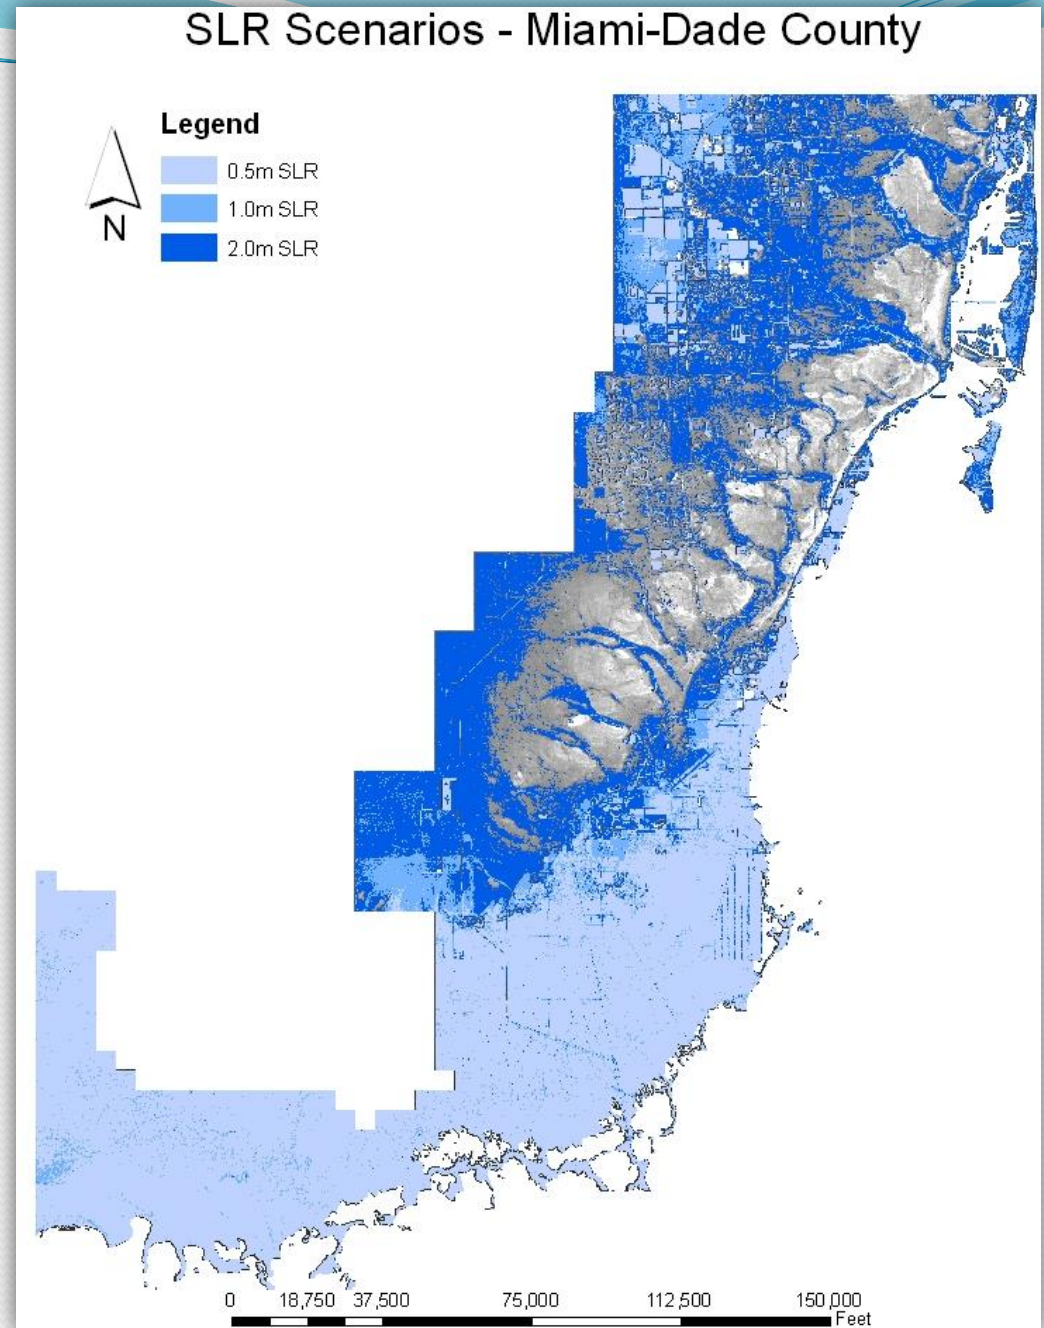 SLR Scenarios - Miami-Dade County
Legend
0.5m SLR
1.0m SLR
2.0m SLR
N
0 18,750 37,500 75,000 112,500 150,000
Feet